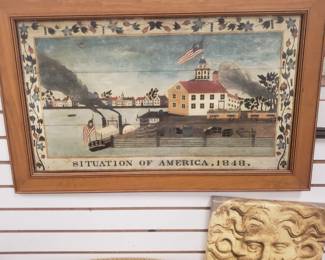 SITUATION OF AMERICA, 1848.